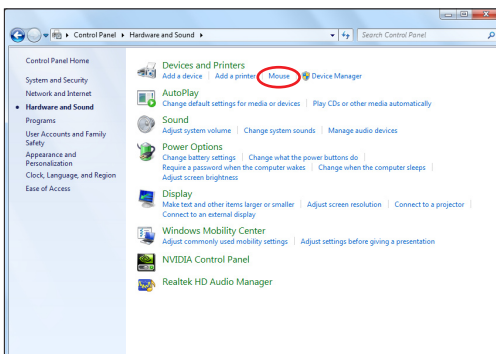 Control Panel Hardware and Sound Search Control Panel
Control Panel Home
System and Security
Network and Internet
Hardware and Sound
Programs
User Accounts and Family
Safety
Appearance and
Personalization
Clock, Language, and Region
Ease of Access
Devices and Printers
Add a device Add a printer Mouse Device Manager
AutoPlay
Change default settings for media or devices Play CDs or other media automatically
Sound
Adjust system volume Change system sounds Manage audio devices
Power Options
Change battery settings Change what the power buttons do
Require a password when the computer wakes Change when the computer sleeps
Adjust screen brightness
Display
Make text and other items larger or smaller Adjust screen resolution Connect to a projector
Connect to an external display
Windows Mobility Center
Adjust commonly used mobility settings Adjust settings before giving a presentation
NVIDIA Control Panel
Realtek HD Audio Manager